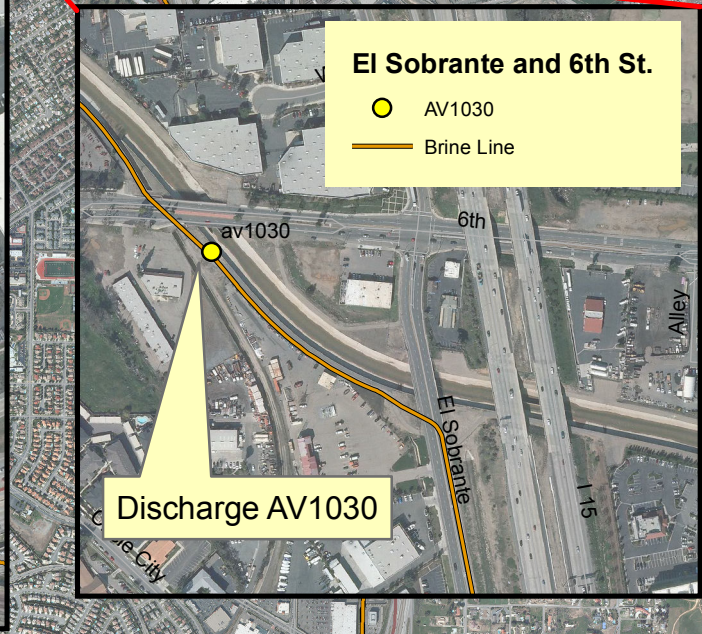 El Sobrante and 6th St.
AV1030
Brine Line
6th
av1030
Alley
El Sobrante
I 15
Discharge AV1030
City